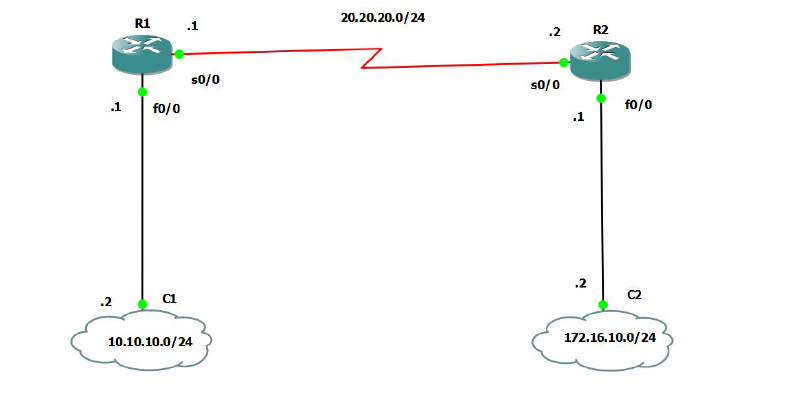 R1
.1
20.20.20.0/24
.2
R2
s0/0
s0/0
.1
f0/0
.1
f0/0
.2
C1
.2
C2
10.10.10.0/24
172.16.10.0/24